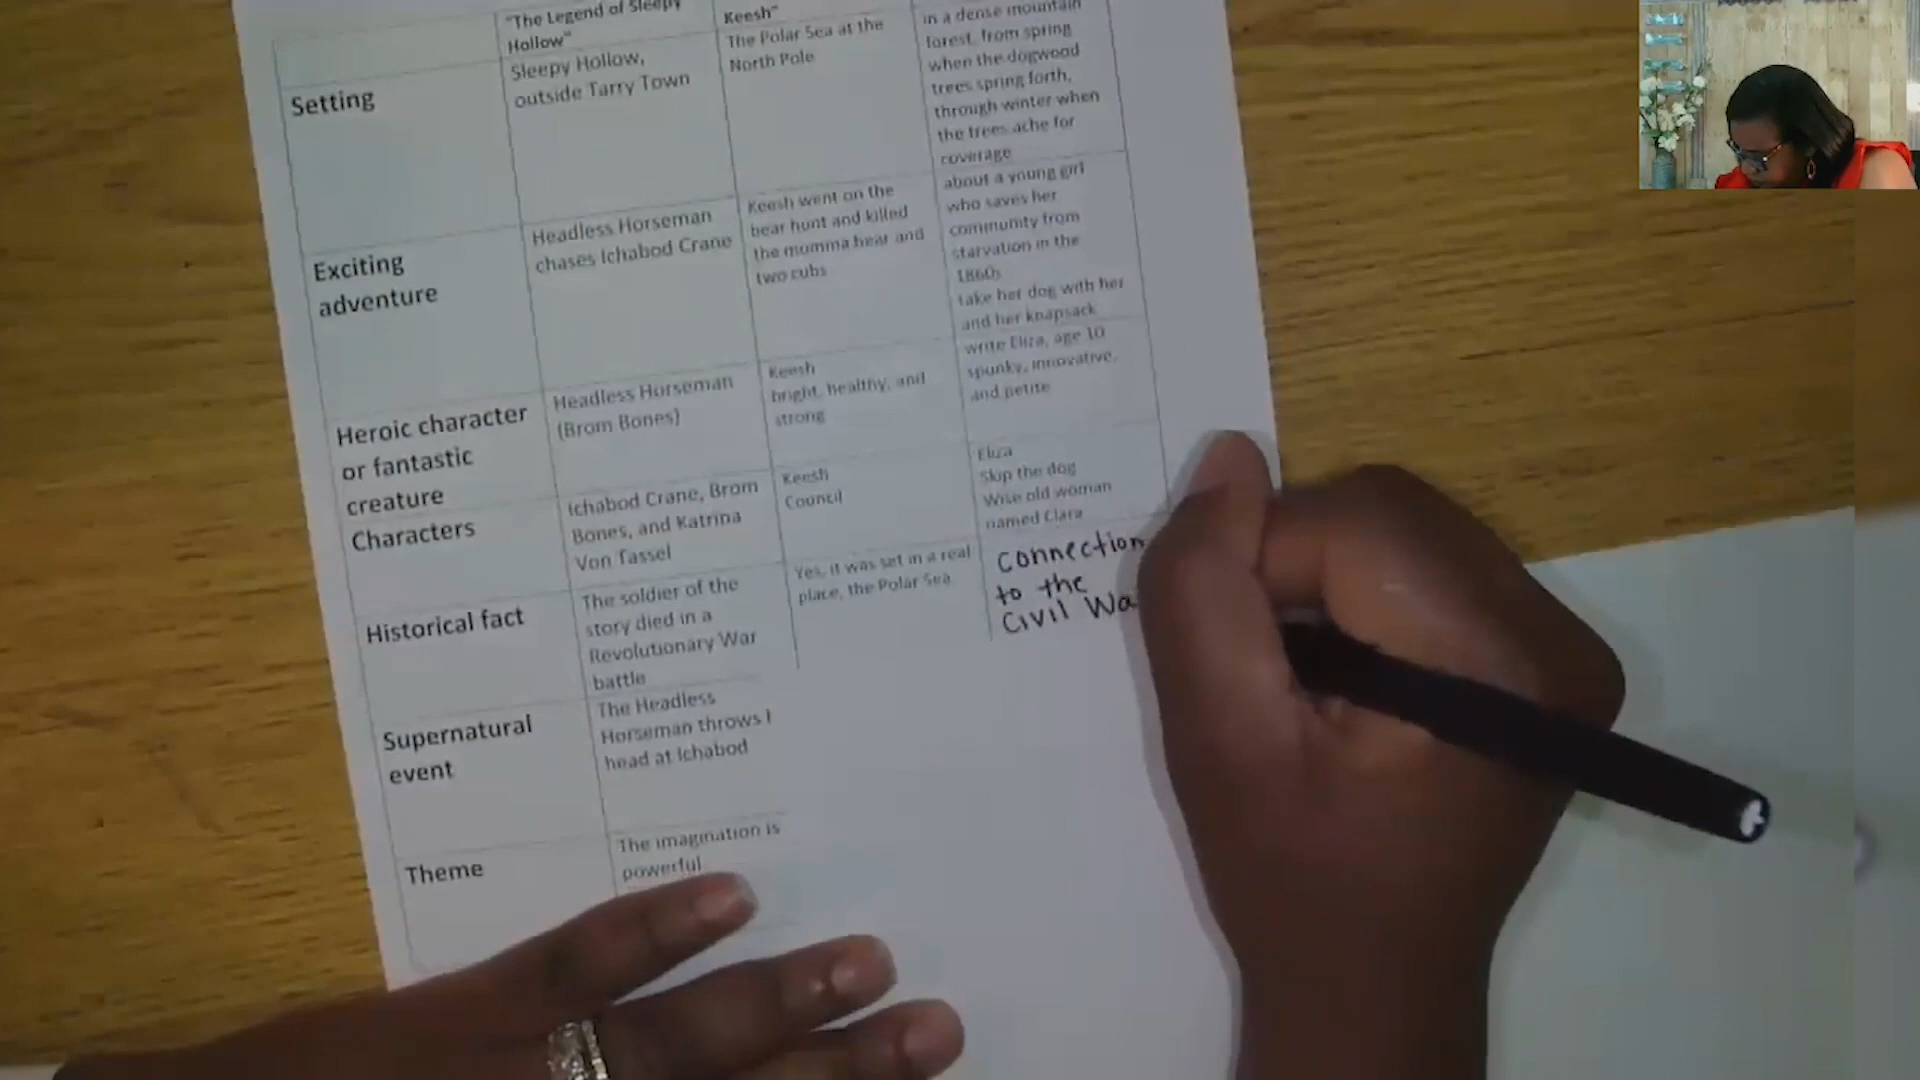 "The Legend of Sleepy
Hollow"
Keesh"
Setting
Sleepy Hollow,
outside Tarry Town
The Polar Sea at the
North Pole
in a dense mountain
forest, from spring
when the dogwood
trees spring forth,
through winter when
the trees ache for
coverage
Exciting
adventure
Headless Horseman
chases Ichabod Crane
Keesh went on the
bear hunt and killed
the momma bear and
two cubs
about a young girl
who saves her
community from
starvation in the
1860s
take her dog with her
and her knapsack
Heroic character
or fantastic
creature
Headless Horseman
(Brom Bones)
Keesh
bright, healthy, and
strong
write Eliza, age 10
spunky, innovative,
and petite
Characters
Ichabod Crane, Brom
Bones, and Katrina
Von Tassel
Keesh
Council
Eliza
Skip the dog
Wise old woman
named Clara
Historical fact
The soldier of the
story died in a
Revolutionary War
battle
Yes, it was set in a real
place, the Polar Sea
connection
to the
Civil Wa
Supernatural
event
The Headless
Horseman throws
head at Ichabod
Theme
The imagination is
powerful